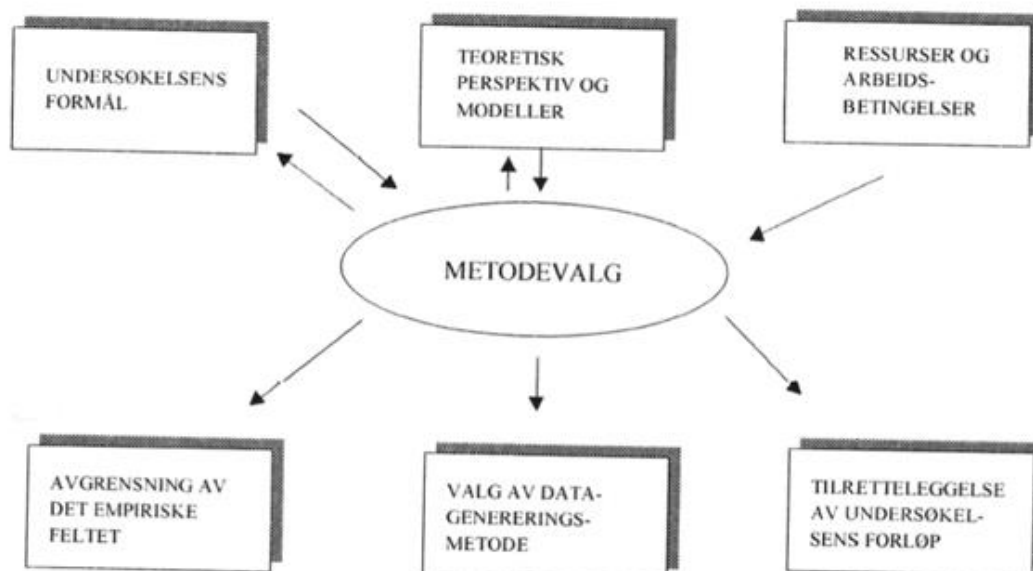 UNDERSØKELSENS
FORMÅL
TEORETISK
PERSPEKTIV OG
MODELLER
RESSURSER OG
ARBEIDS-
BETINGELSER
METODEVALG
AVGRENSNING AV
DET EMPIRISKE
FELTET
VALG AV DATA-
GENERERINGS-
METODE
TILRETTELEGGELSE
AV UNDERSØKEL-
SENS FORLØP